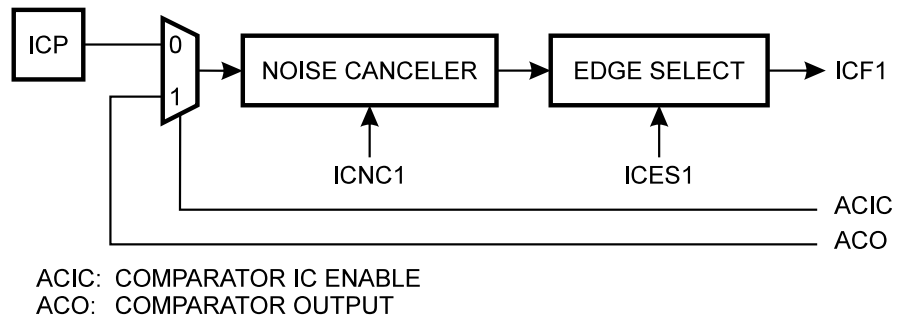 ICP
0
1
NOISE CANCELER
EDGE SELECT
ICF1
ICNC1
ICES1
ACIC
ACO
ACIC: COMPARATOR IC ENABLE
ACO: COMPARATOR OUTPUT